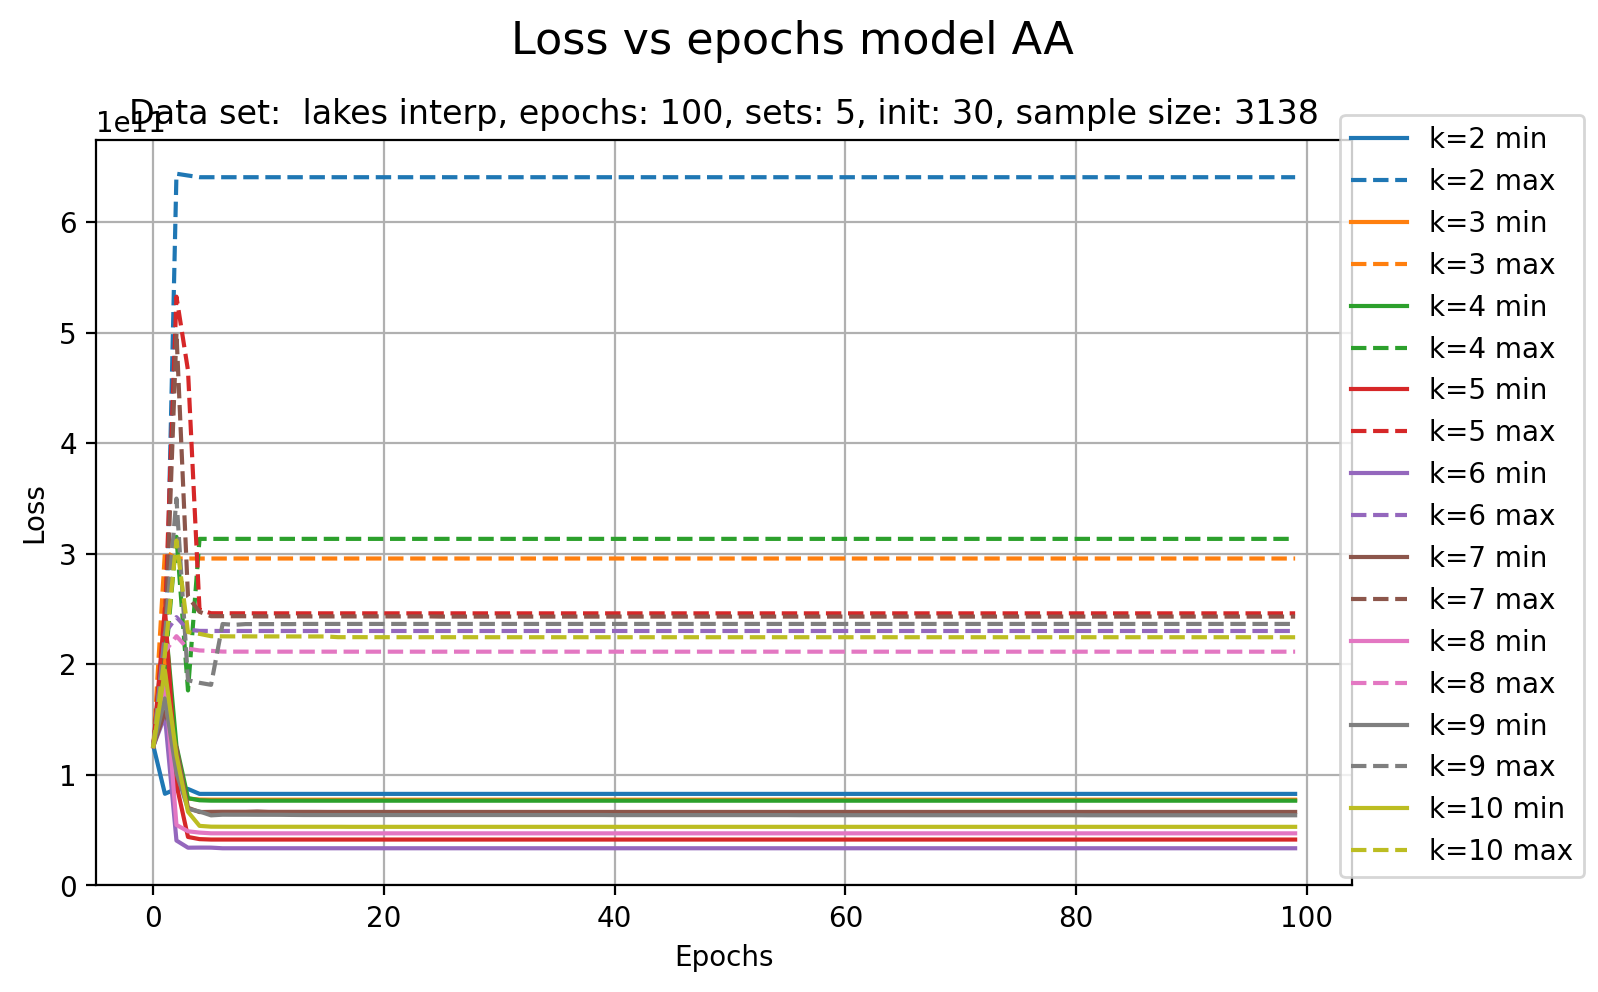 Loss vs epochs model AA
Data set:  lakes interp, epochs: 100, sets: 5, init: 30, sample size: 3138
1e11
6
5
4
3
2
1
0
Loss
0
20
40
60
80
100
Epochs
k=2 min
k=2 max
k=3 min
k=3 max
k=4 min
k=4 max
k=5 min
k=5 max
k=6 min
k=6 max
k=7 min
k=7 max
k=8 min
k=8 max
k=9 min
k=9 max
k=10 min
k=10 max